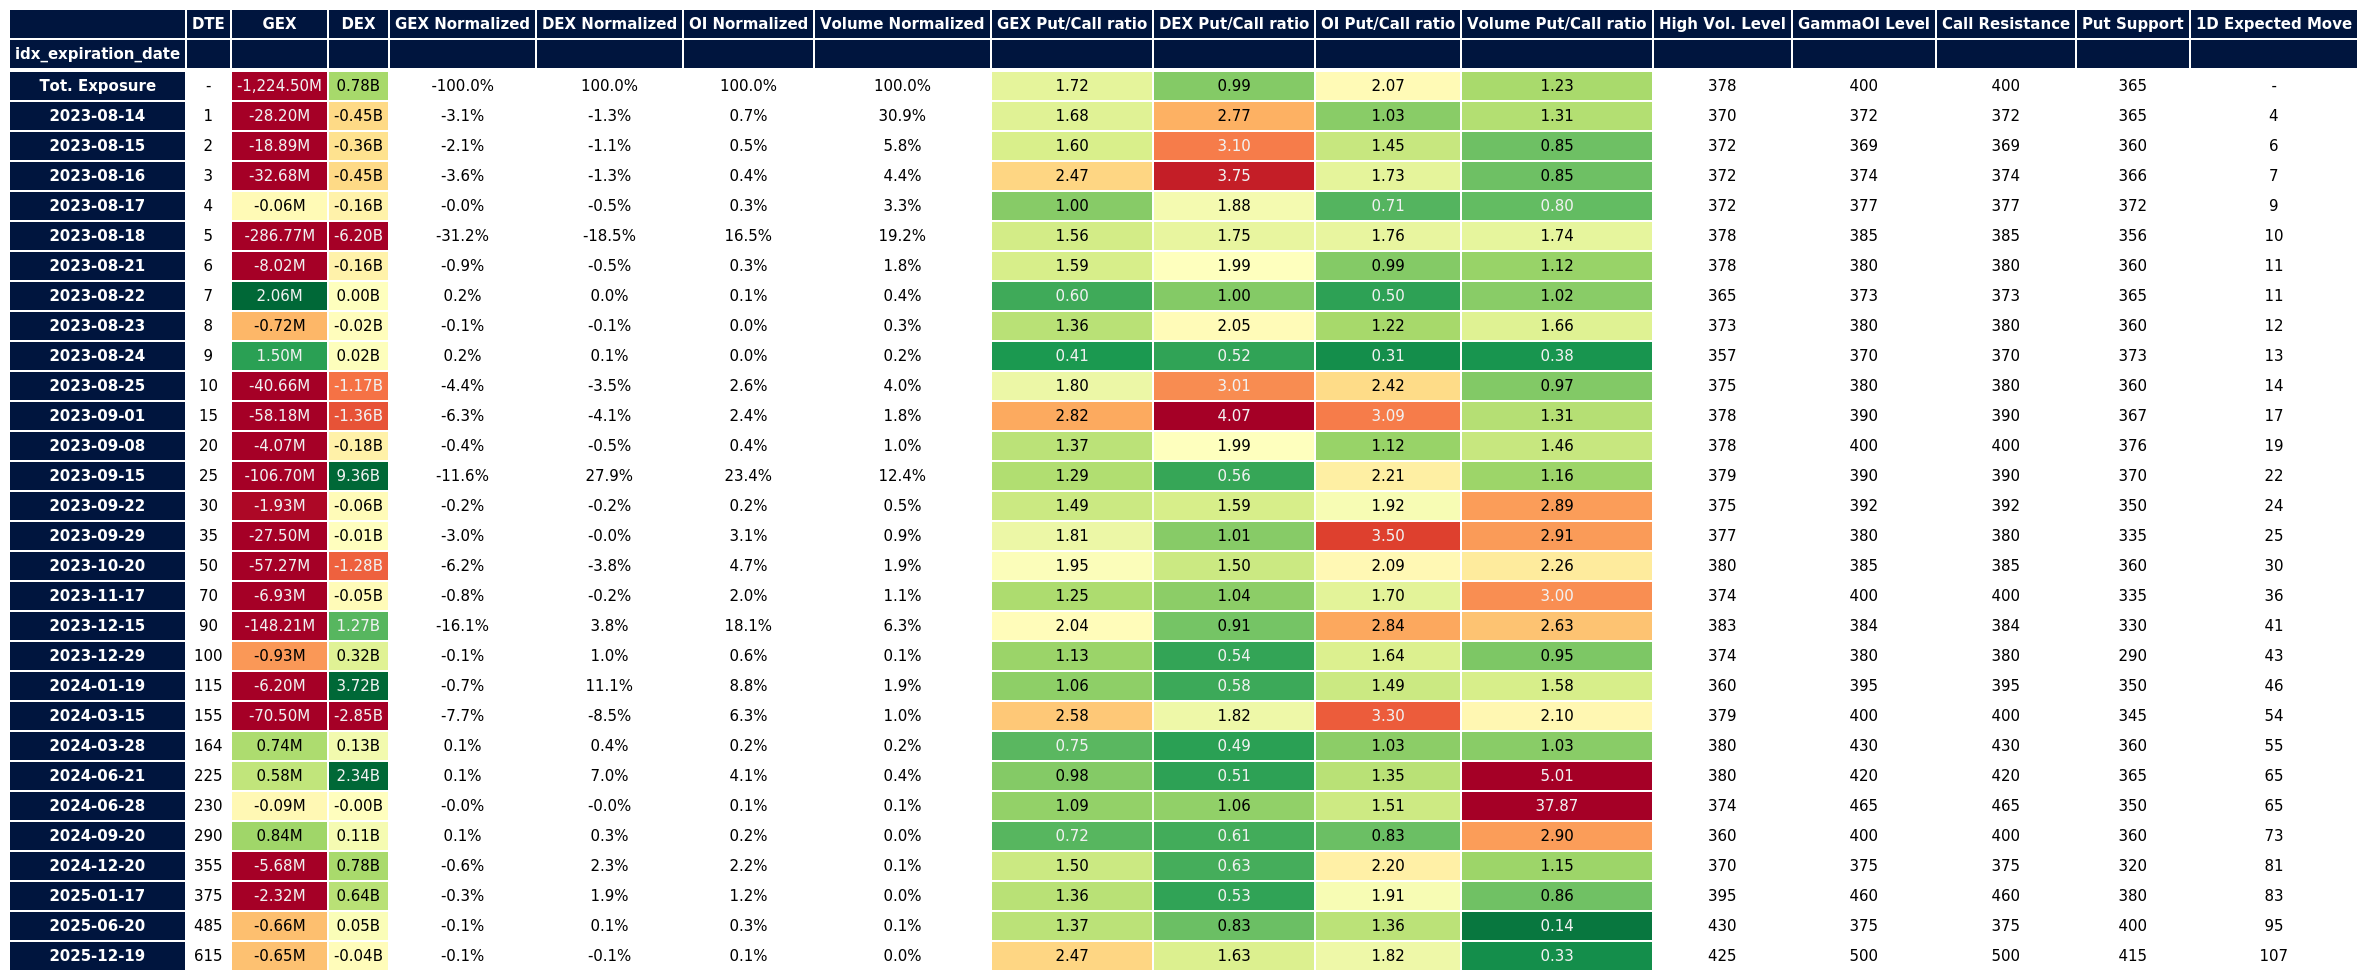 DTE GEX DEX GEX Normalized DEX Normalized OI Normalized Volume Normalized GEX Put/Call ratio DEX Put/Call ratio OI Put/Call ratio Volume Put/Call ratio High Vol. Level GammaOI Level Call Resistance Put Support 1D Expected Move
idx_expiration_date
Tot. Exposure - -1,224.50M 0.78B -100.0% 100.0% 100.0% 100.0% 1.72 0.99 2.07 1.23 378 400 400 365 -
2023-08-14 1 -28.20M -0.45B -3.1% -1.3% 0.7% 30.9% 1.68 2.77 1.03 1.31 370 372 372 365 4
2023-08-15 2 -18.89M -0.36B -2.1% -1.1% 0.5% 5.8% 1.60 3.10 1.45 0.85 372 369 369 360 6
2023-08-16 3 -32.68M -0.45B -3.6% -1.3% 0.4% 4.4% 2.47 3.75 1.73 0.85 372 374 374 366 7
2023-08-17 4 -0.06M -0.16B -0.0% -0.5% 0.3% 3.3% 1.00 1.88 0.71 0.80 372 377 377 372 9
2023-08-18 5 -286.77M -6.20B -31.2% -18.5% 16.5% 19.2% 1.56 1.75 1.76 1.74 378 385 385 356 10
2023-08-21 6 -8.02M -0.16B -0.9% -0.5% 0.3% 1.8% 1.59 1.99 0.99 1.12 378 380 380 360 11
2023-08-22 7 2.06M 0.00B 0.2% 0.0% 0.1% 0.4% 0.60 1.00 0.50 1.02 365 373 373 365 11
2023-08-23 8 -0.72M -0.02B -0.1% -0.1% 0.0% 0.3% 1.36 2.05 1.22 1.66 373 380 380 360 12
2023-08-24 9 1.50M 0.02B 0.2% 0.1% 0.0% 0.2% 0.41 0.52 0.31 0.38 357 370 370 373 13
2023-08-25 10 -40.66M -1.17B -4.4% -3.5% 2.6% 4.0% 1.80 3.01 2.42 0.97 375 380 380 360 14
2023-09-01 15 -58.18M -1.36B -6.3% -4.1% 2.4% 1.8% 2.82 4.07 3.09 1.31 378 390 390 367 17
2023-09-08 20 -4.07M -0.18B -0.4% -0.5% 0.4% 1.0% 1.37 1.99 1.12 1.46 378 400 400 376 19
2023-09-15 25 -106.70M 9.36B -11.6% 27.9% 23.4% 12.4% 1.29 0.56 2.21 1.16 379 390 390 370 22
2023-09-22 30 -1.93M -0.06B -0.2% -0.2% 0.2% 0.5% 1.49 1.59 1.92 2.89 375 392 392 350 24
2023-09-29 35 -27.50M -0.01B -3.0% -0.0% 3.1% 0.9% 1.81 1.01 3.50 2.91 377 380 380 335 25
2023-10-20 50 -57.27M -1.28B -6.2% -3.8% 4.7% 1.9% 1.95 1.50 2.09 2.26 380 385 385 360 30
2023-11-17 70 -6.93M -0.05B -0.8% -0.2% 2.0% 1.1% 1.25 1.04 1.70 3.00 374 400 400 335 36
2023-12-15 90 -148.21M 1.27B -16.1% 3.8% 18.1% 6.3% 2.04 0.91 2.84 2.63 383 384 384 330 41
2023-12-29 100 -0.93M 0.32B -0.1% 1.0% 0.6% 0.1% 1.13 0.54 1.64 0.95 374 380 380 290 43
2024-01-19 115 -6.20M 3.72B -0.7% 11.1% 8.8% 1.9% 1.06 0.58 1.49 1.58 360 395 395 350 46
2024-03-15 155 -70.50M -2.85B -7.7% -8.5% 6.3% 1.0% 2.58 1.82 3.30 2.10 379 400 400 345 54
2024-03-28 164 0.74M 0.13B 0.1% 0.4% 0.2% 0.2% 0.75 0.49 1.03 1.03 380 430 430 360 55
2024-06-21 225 0.58M 2.34B 0.1% 7.0% 4.1% 0.4% 0.98 0.51 1.35 5.01 380 420 420 365 65
2024-06-28 230 -0.09M -0.00B -0.0% -0.0% 0.1% 0.1% 1.09 1.06 1.51 37.87 374 465 465 350 65
2024-09-20 290 0.84M 0.11B 0.1% 0.3% 0.2% 0.0% 0.72 0.61 0.83 2.90 360 400 400 360 73
2024-12-20 355 -5.68M 0.78B -0.6% 2.3% 2.2% 0.1% 1.50 0.63 2.20 1.15 370 375 375 320 81
2025-01-17 375 -2.32M 0.64B -0.3% 1.9% 1.2% 0.0% 1.36 0.53 1.91 0.86 395 460 460 380 83
2025-06-20 485 -0.66M 0.05B -0.1% 0.1% 0.3% 0.1% 1.37 0.83 1.36 0.14 430 375 375 400 95
2025-12-19 615 -0.65M -0.04B -0.1% -0.1% 0.1% 0.0% 2.47 1.63 1.82 0.33 425 500 500 415 107